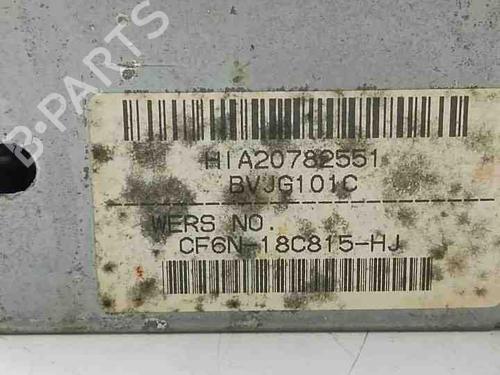 B-PARTS
HIA20782551
BVJG101C
WERS NO.
CF6N-18C815-HJ